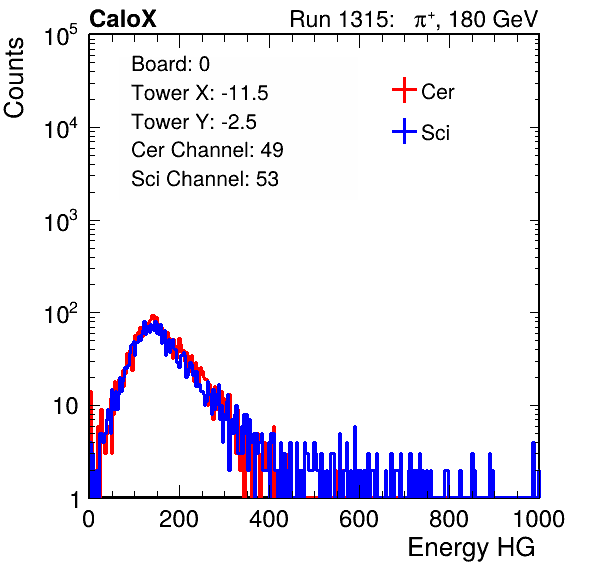 CaloX Run 1315: π⁺, 180 GeV
Counts
Board: 0
Tower X: -11.5
Tower Y: -2.5
Cer Channel: 49
Sci Channel: 53
Cer
Sci
10⁵
10⁴
10³
10²
10
1
0 200 400 600 800 1000
Energy HG